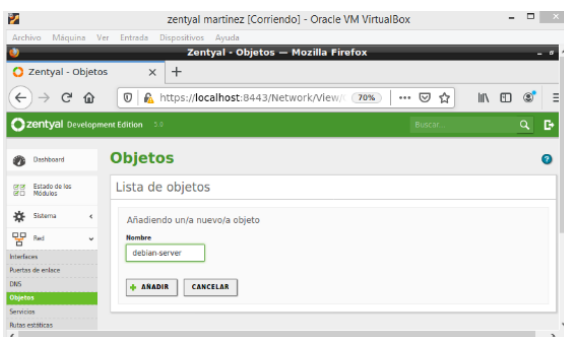 zentyal martinez [Corriendo] - Oracle VM VirtualBox
Archivo Máquina Ver Entrada Dispositivos Ayuda
Zentyal - Objetos — Mozilla Firefox
Zentyal - Objetos
https://localhost:8443/Network/View/ 70%
zentyal Development Edition
Buscar...
Dashboard
Estado de los
Módulos
Sistema
Red
Interfaces
Puertas de enlace
DNS
Objetos
Servicios
Rutas estáticas
Objetos
Lista de objetos
Añadiendo un/a nuevo/a objeto
Nombre
debian-server
AÑADIR CANCELAR